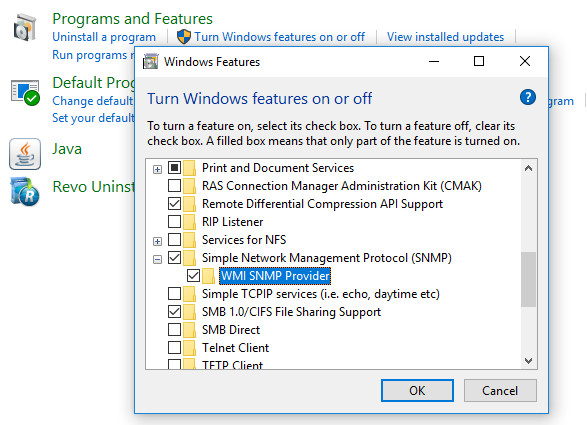 Programs and Features
Uninstall a program
Turn Windows features on or off
View installed updates
Run programs
Default Prog
Change default
gram
Set your default
Java
Revo Uninst
Windows Features
Turn Windows features on or off
?
To turn a feature on, select its check box. To turn a feature off, clear its
check box. A filled box means that only part of the feature is turned on.
Print and Document Services
RAS Connection Manager Administration Kit (CMAK)
Remote Differential Compression API Support
RIP Listener
Services for NFS
Simple Network Management Protocol (SNMP)
WMI SNMP Provider
Simple TCPIP services (i.e. echo, daytime etc)
SMB 1.0/CIFS File Sharing Support
SMB Direct
Telnet Client
TFTP Client
OK
Cancel